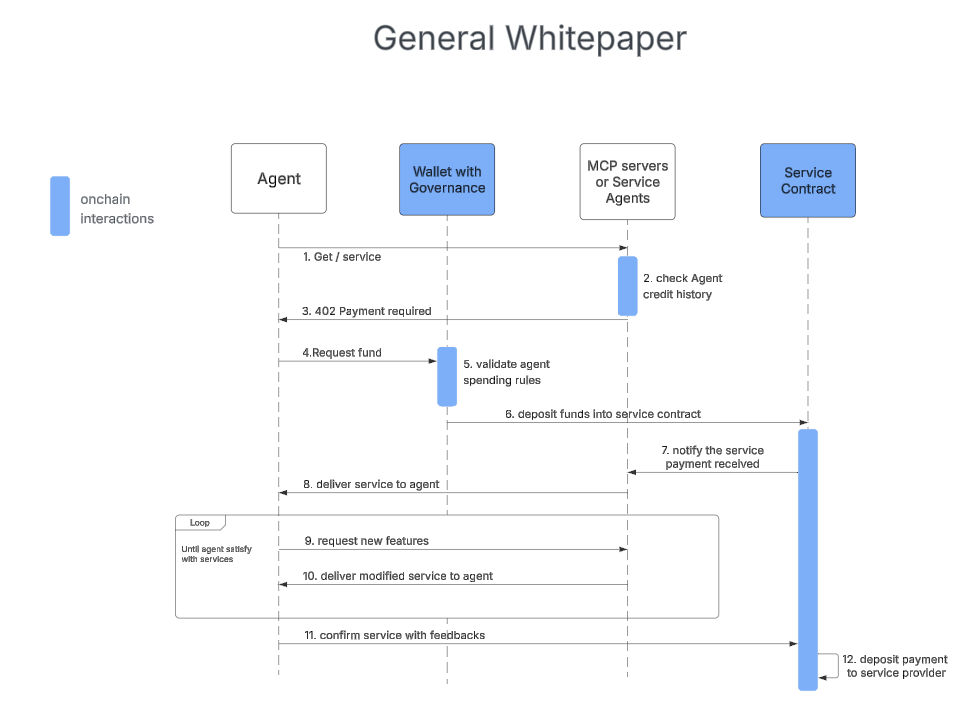 General Whitepaper
Agent
Wallet with
Governance
MCP servers
or Service
Agents
Service
Contract
onchain
interactions
1. Get / service
2. check Agent
credit history
3. 402 Payment required
4.Request fund
5. validate agent
spending rules
6. deposit funds into service contract
7. notify the service
payment received
8. deliver service to agent
Loop
Until agent satisfy
with services
9. request new features
10. deliver modified service to agent
11. confirm service with feedbacks
12. deposit payment
to service provider